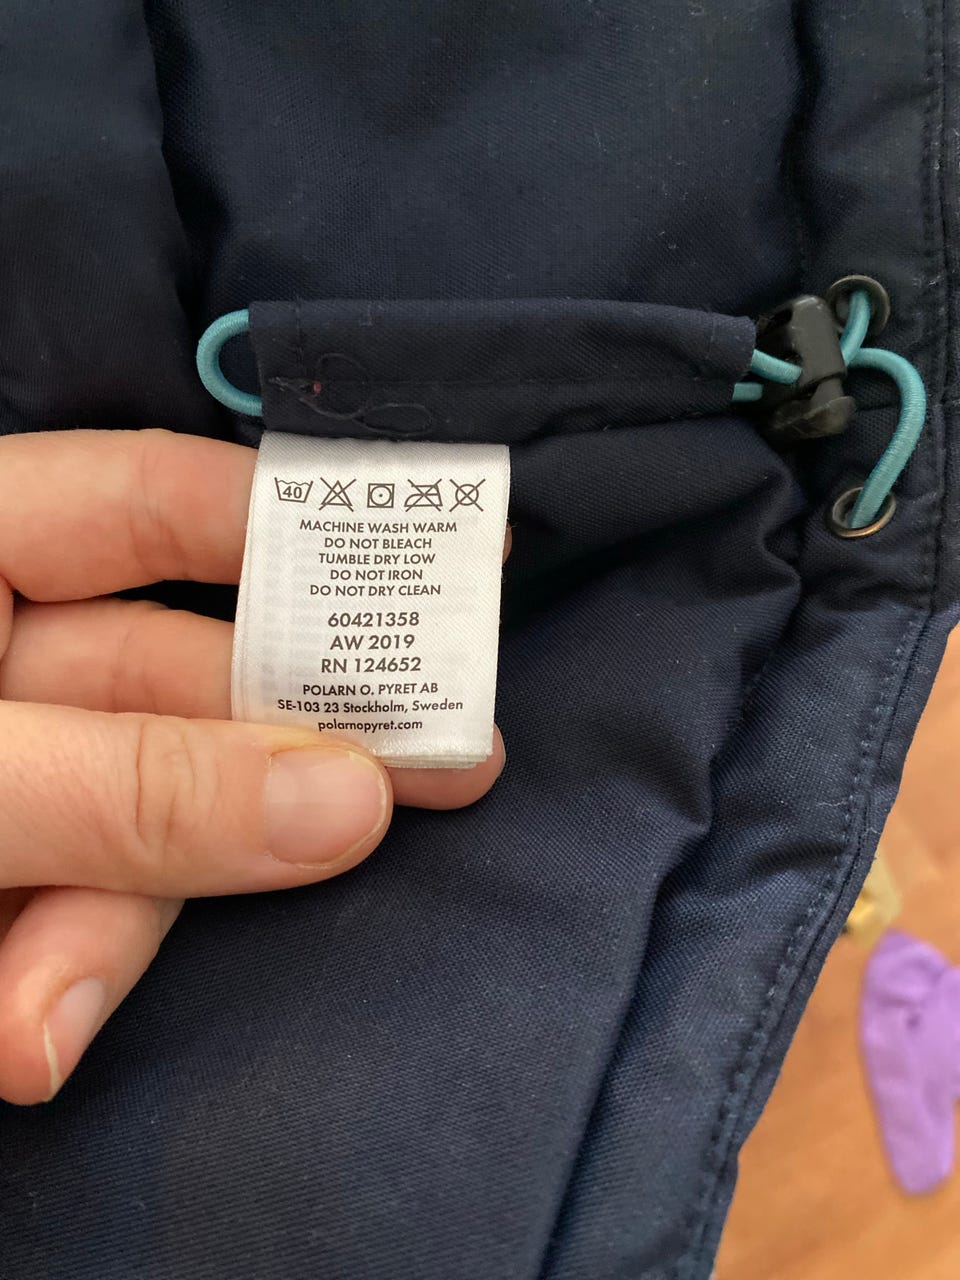 40
MACHINE WASH WARM
DO NOT BLEACH
TUMBLE DRY LOW
DO NOT IRON
DO NOT DRY CLEAN
60421358
AW 2019
RN 124652
POLARN O. PYRET AB
SE-103 23 Stockholm, Sweden
polarnopyret.com